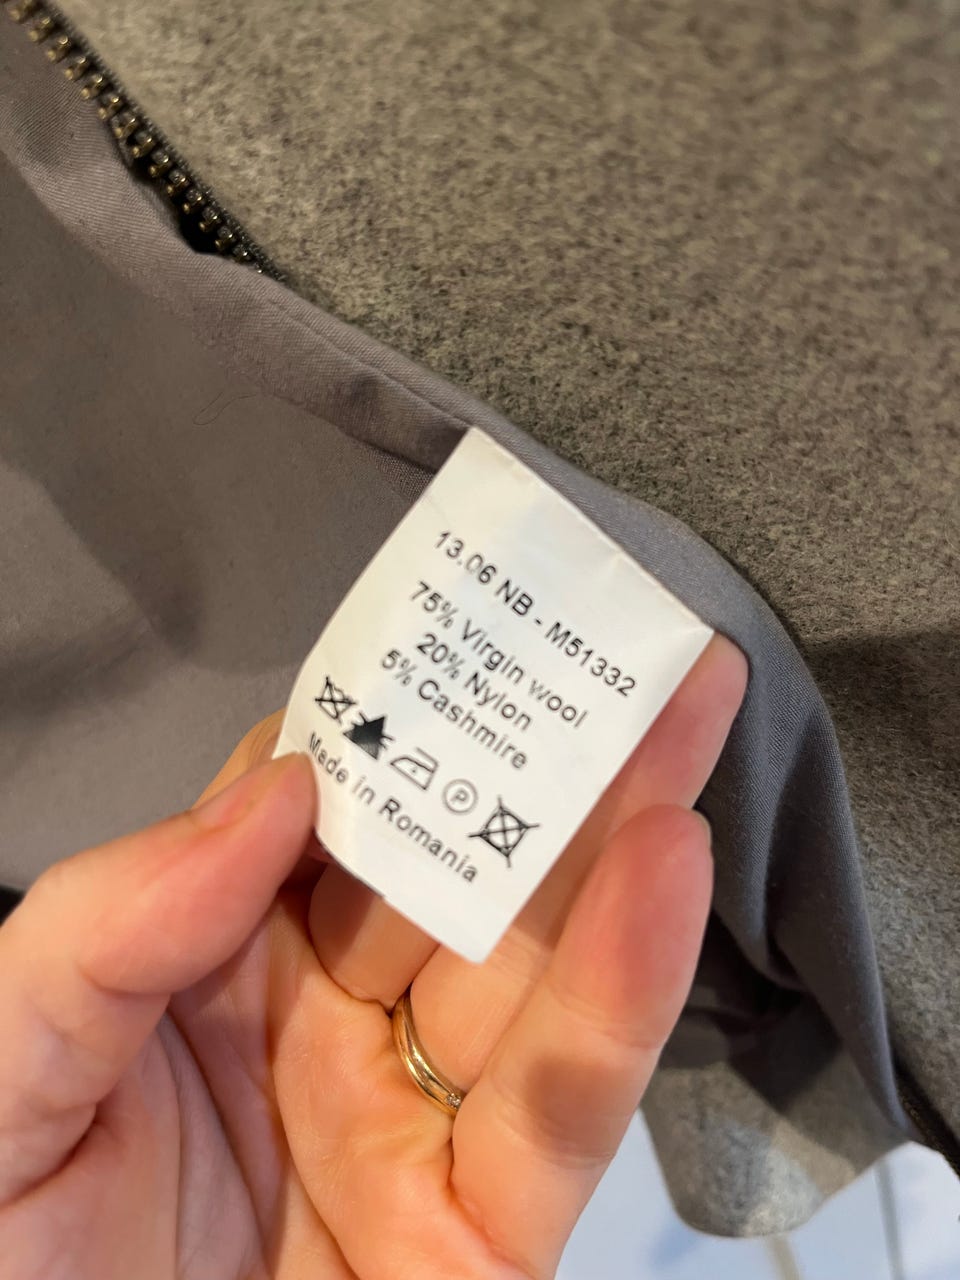 13.06 NB - M51332
75% Virgin wool
20% Nylon
5% Cashmire
P
Made in Romania